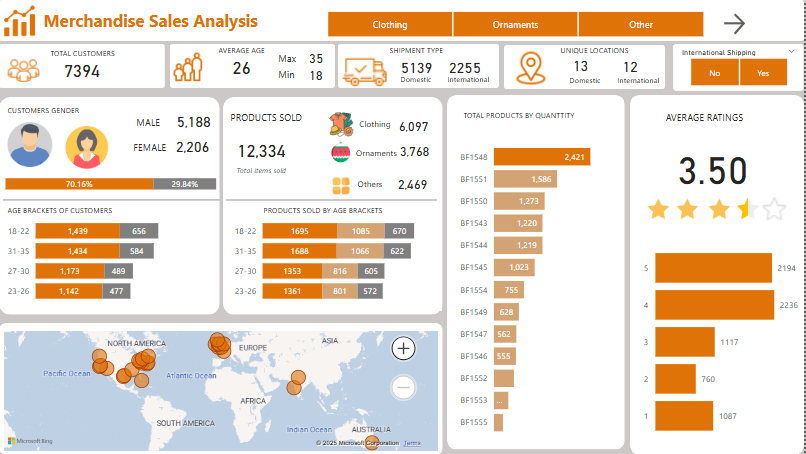 Merchandise Sales Analysis
Clothing
Ornaments
Other
TOTAL CUSTOMERS
7394
AVERAGE AGE
26
Max 35
Min 18
SHIPMENT TYPE
5139
Domestic
2255
International
UNIQUE LOCATIONS
13
Domestic
12
International
International Shipping
No
Yes
CUSTOMERS GENDER
MALE 5,188
FEMALE 2,206
70.16% 29.84%
AGE BRACKETS OF CUSTOMERS
18-22 1,439 656
31-35 1,434 584
27-30 1,173 489
23-26 1,142 477
PRODUCTS SOLD
12,334
Total items sold
Clothing 6,097
Ornaments 3,768
Others 2,469
PRODUCTS SOLD BY AGE BRACKETS
18-22 1695 1085 670
31-35 1688 1066 622
27-30 1353 816 605
23-26 1361 801 572
TOTAL PRODUCTS BY QUANTTITY
BF1548 2,421
BF1551 1,586
BF1550 1,273
BF1543 1,220
BF1544 1,219
BF1545 1,023
BF1554 755
BF1549 628
BF1547 562
BF1546 555
BF1552
BF1553 ...
BF1555
AVERAGE RATINGS
3.50
5 2194
4 2236
3 1117
2 760
1 1087
NORTH AMERICA
EUROPE
ASIA
Pacific Ocean
Atlantic Ocean
AFRICA
SOUTH AMERICA
Indian Ocean
AUSTRALIA
Microsoft Bing
© 2025 Microsoft Corporation Terms